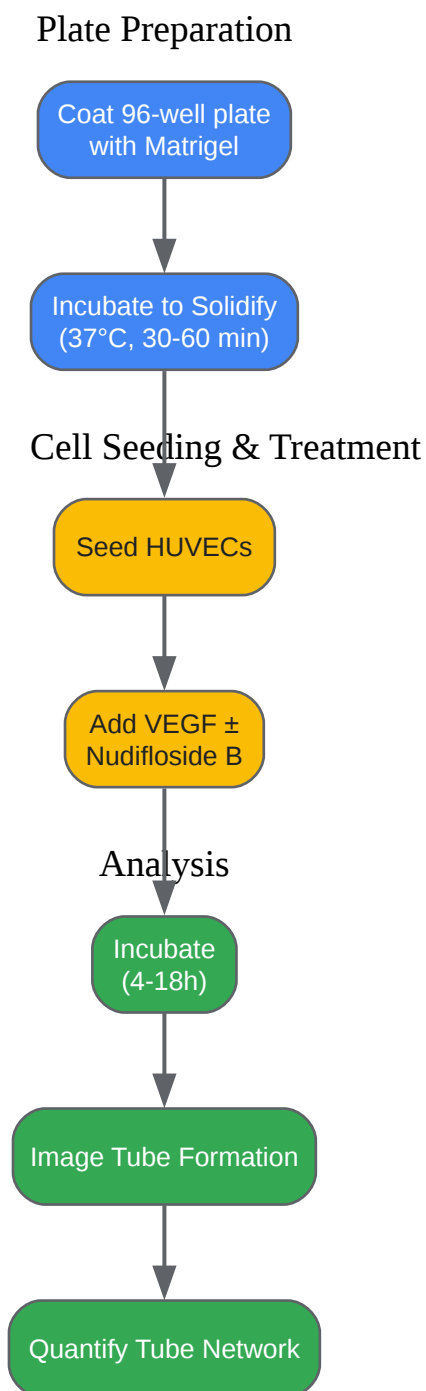 Plate Preparation
Coat 96-well plate
with Matrigel
Incubate to Solidify
(37°C, 30-60 min)
Cell Seeding & Treatment
Seed HUVECs
Add VEGF ±
Nudifloside B
Analysis
Incubate
(4-18h)
Image Tube Formation
Quantify Tube Network